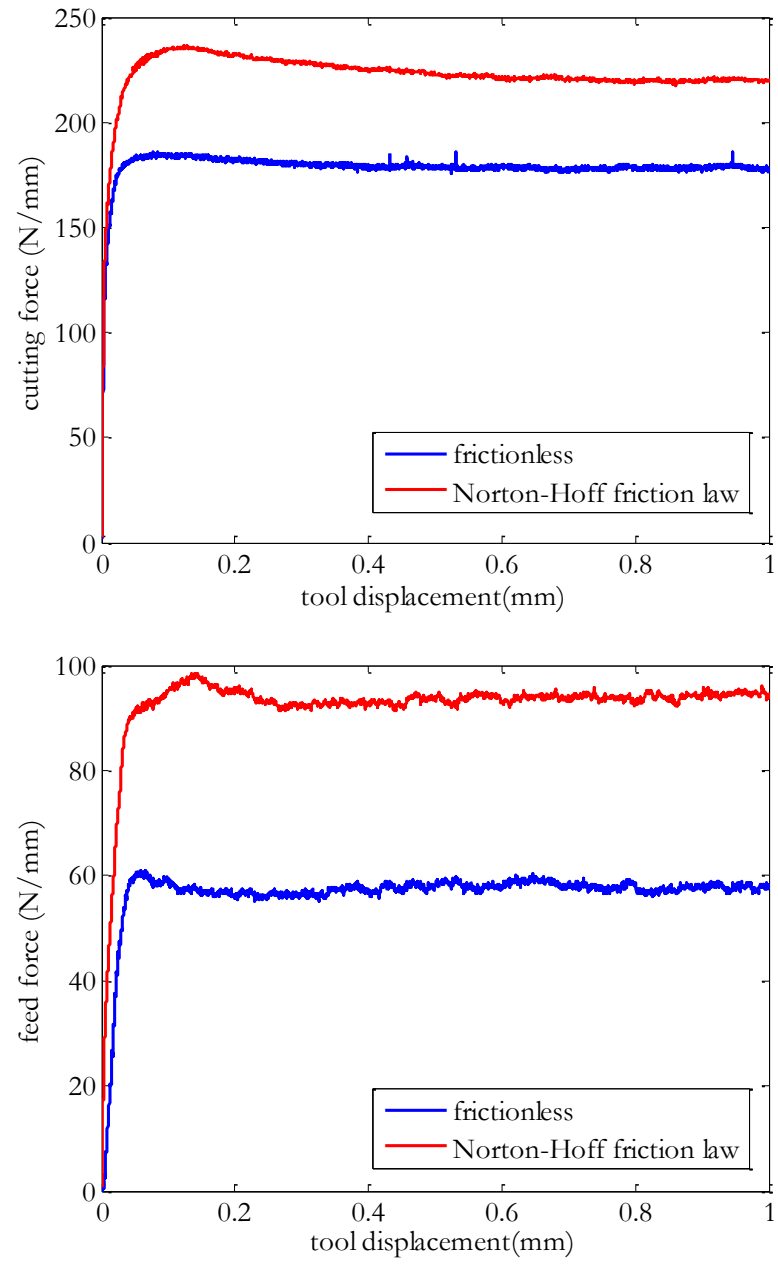 250
200
150
100
50
0
cutting force (N/mm)
frictionless
Norton-Hoff friction law
0 0.2 0.4 0.6 0.8 1
tool displacement(mm)
100
80
60
40
20
0
feed force (N/mm)
frictionless
Norton-Hoff friction law
0 0.2 0.4 0.6 0.8 1
tool displacement(mm)